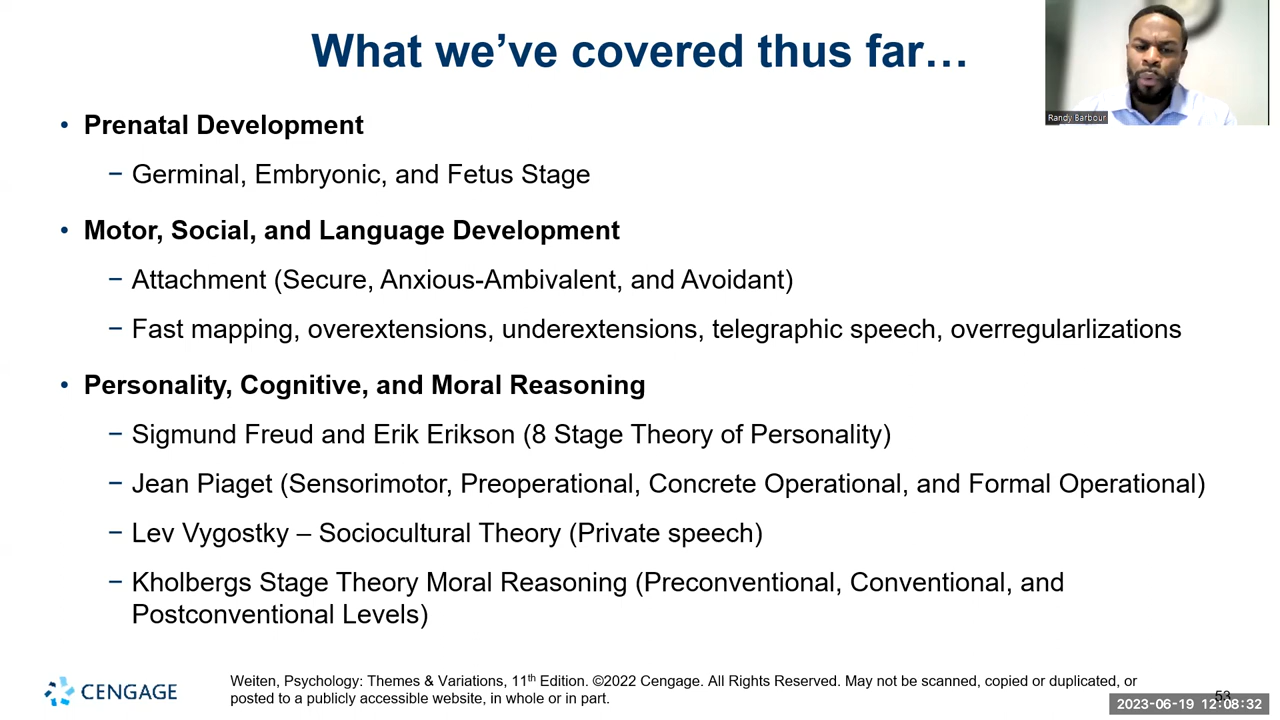 What we've covered thus far…
Randy Barbour
• Prenatal Development
− Germinal, Embryonic, and Fetus Stage
• Motor, Social, and Language Development
− Attachment (Secure, Anxious-Ambivalent, and Avoidant)
− Fast mapping, overextensions, underextensions, telegraphic speech, overregularlizations
• Personality, Cognitive, and Moral Reasoning
− Sigmund Freud and Erik Erikson (8 Stage Theory of Personality)
− Jean Piaget (Sensorimotor, Preoperational, Concrete Operational, and Formal Operational)
− Lev Vygostky – Sociocultural Theory (Private speech)
− Kholbergs Stage Theory Moral Reasoning (Preconventional, Conventional, and
Postconventional Levels)
CENGAGE
Weiten, Psychology: Themes & Variations, 11th Edition. ©2022 Cengage. All Rights Reserved. May not be scanned, copied or duplicated, or
posted to a publicly accessible website, in whole or in part.
53
2023-06-19 12:08:32